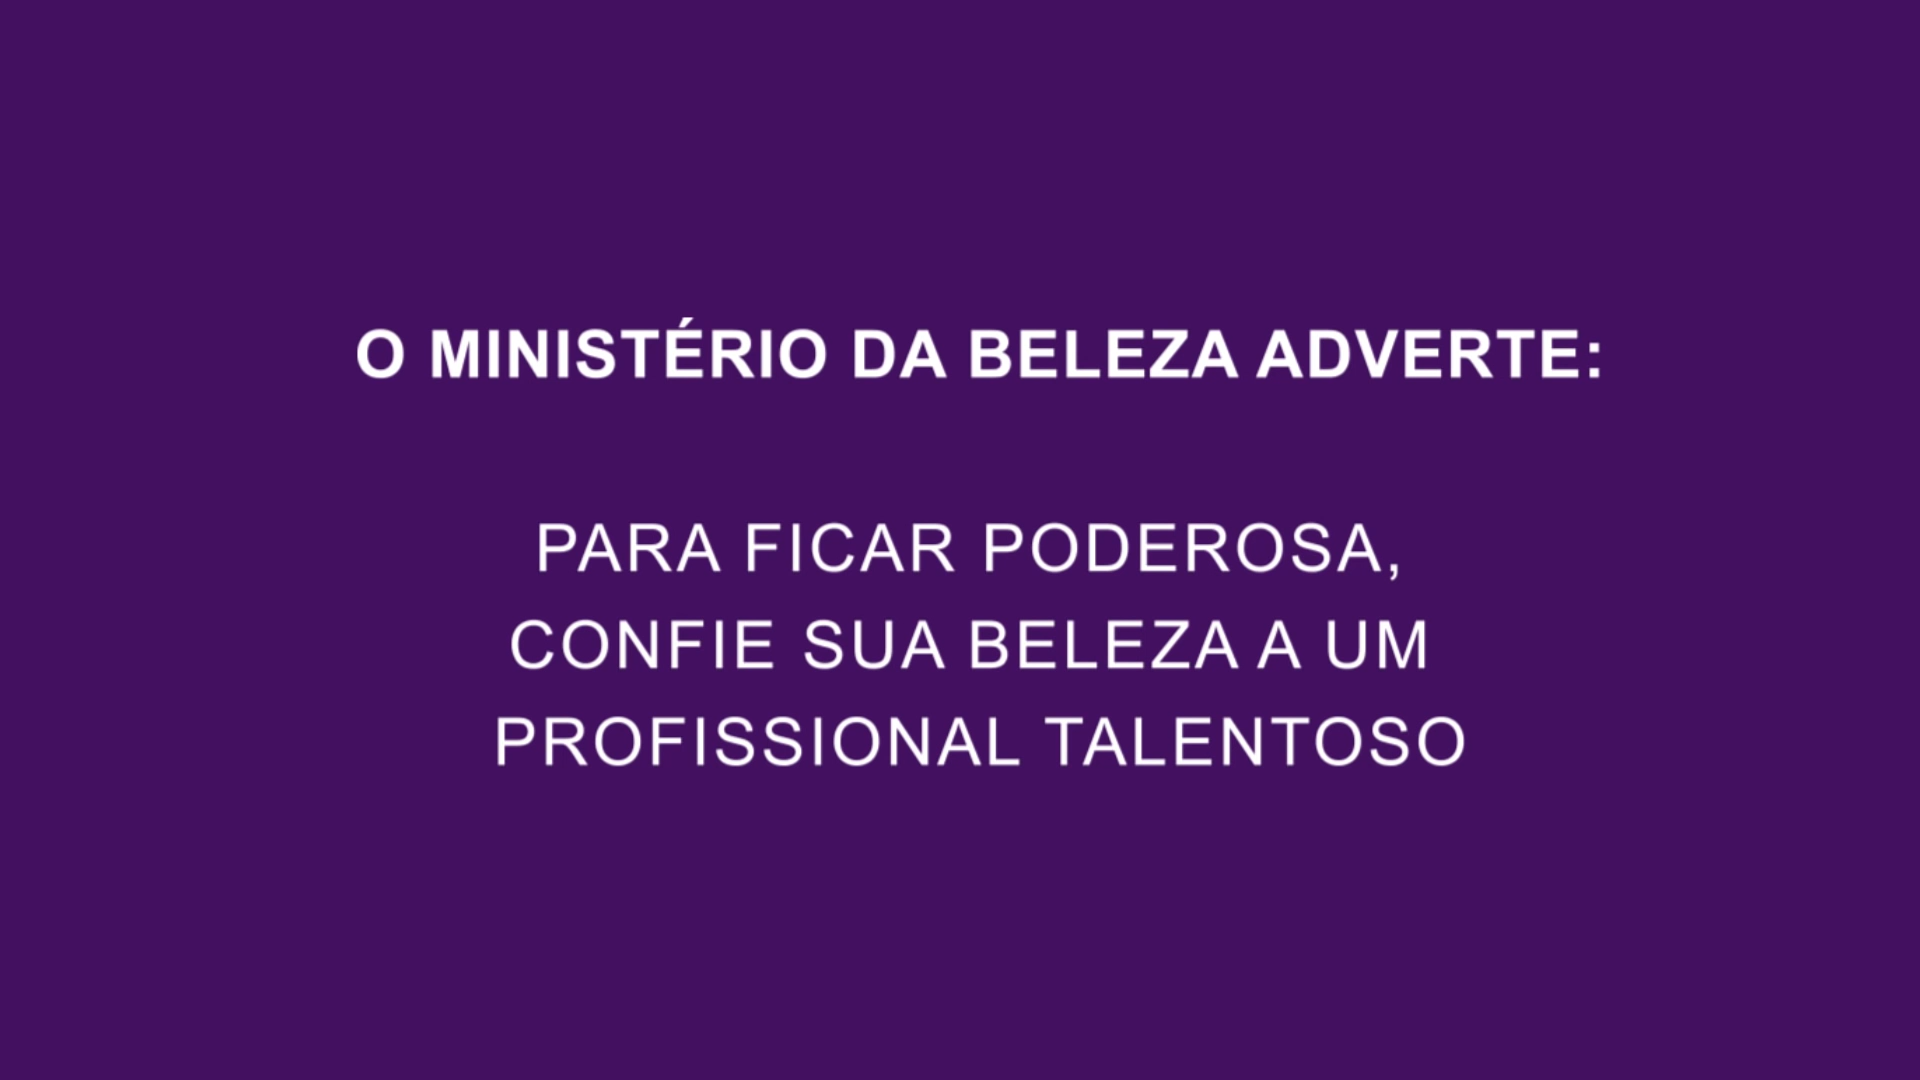 O MINISTÉRIO DA BELEZA ADVERTE:
PARA FICAR PODEROSA,
CONFIE SUA BELEZA A UM
PROFISSIONAL TALENTOSO